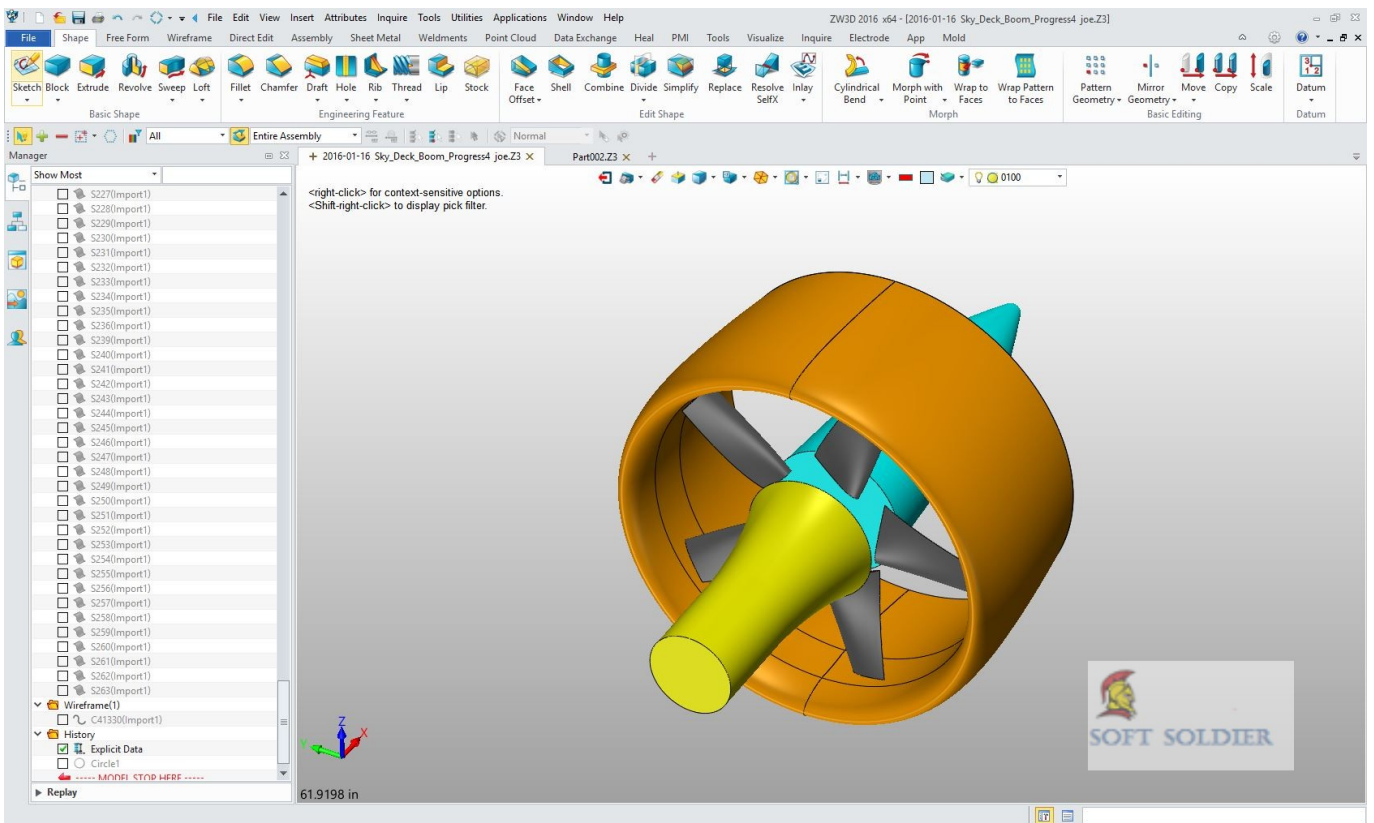 File Edit View Insert Attributes Inquire Tools Utilities Applications Window Help
ZW3D 2016 x64 - [2016-01-16 Sky_Deck_Boom_Progress4 joe.Z3]
File Shape Free Form Wireframe Direct Edit Assembly Sheet Metal Weldments Point Cloud Data Exchange Heal PMI Tools Visualize Inquire Electrode App Mold
Sketch Block Extrude Revolve Sweep Loft Fillet Chamfer Draft Hole Rib Thread Lip Stock Face Offset Shell Combine Divide Simplify Replace Resolve SelfX Inlay Cylindrical Bend Morph with Point Morph to Faces Wrap to Faces Wrap Pattern to Faces Pattern Geometry Mirror Geometry Move Copy Scale Datum
Basic Shape Engineering Feature Edit Shape Morph Basic Editing Datum
All Entire Assembly Normal
Manager
2016-01-16 Sky_Deck_Boom_Progress4 joe.Z3 Part002.Z3
Show Most
0100
<right-click> for context-sensitive options.
<Shift-right-click> to display pick filter.
S227(Import1)
S228(Import1)
S229(Import1)
S230(Import1)
S231(Import1)
S232(Import1)
S233(Import1)
S234(Import1)
S235(Import1)
S236(Import1)
S239(Import1)
S240(Import1)
S241(Import1)
S242(Import1)
S243(Import1)
S244(Import1)
S245(Import1)
S246(Import1)
S247(Import1)
S248(Import1)
S249(Import1)
S250(Import1)
S251(Import1)
S252(Import1)
S253(Import1)
S254(Import1)
S255(Import1)
S256(Import1)
S257(Import1)
S258(Import1)
S259(Import1)
S260(Import1)
S261(Import1)
S262(Import1)
S263(Import1)
Wireframe(1)
C41330(Import1)
History
Explicit Data
Circle1
----- MODEL STOP HERE -----
Replay
Z
X
Y
61.9198 in
SOFT SOLDIER